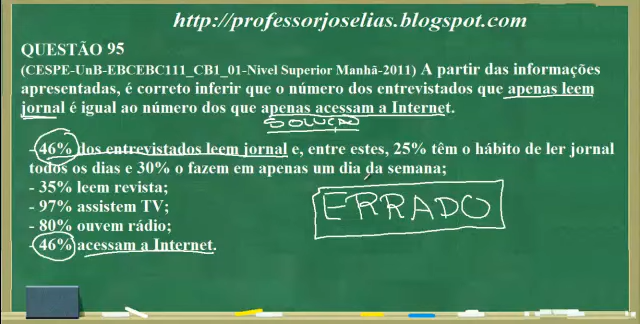 http://professorjoselias.blogspot.com
QUESTÃO 95
(CESPE-UnB-EBCEBC111_CB1_01-Nivel Superior Manhã-2011) A partir das informações
apresentadas, é correto inferir que o número dos entrevistados que apenas leem
jornal é igual ao número dos que apenas acessam a Internet.
SOLUÇÃO
- 46% dos entrevistados leem jornal e, entre estes, 25% têm o hábito de ler jornal
todos os dias e 30% o fazem em apenas um dia da semana;
- 35% leem revista;
- 97% assistem TV;
- 80% ouvem rádio;
- 46% acessam a Internet.
ERRADO